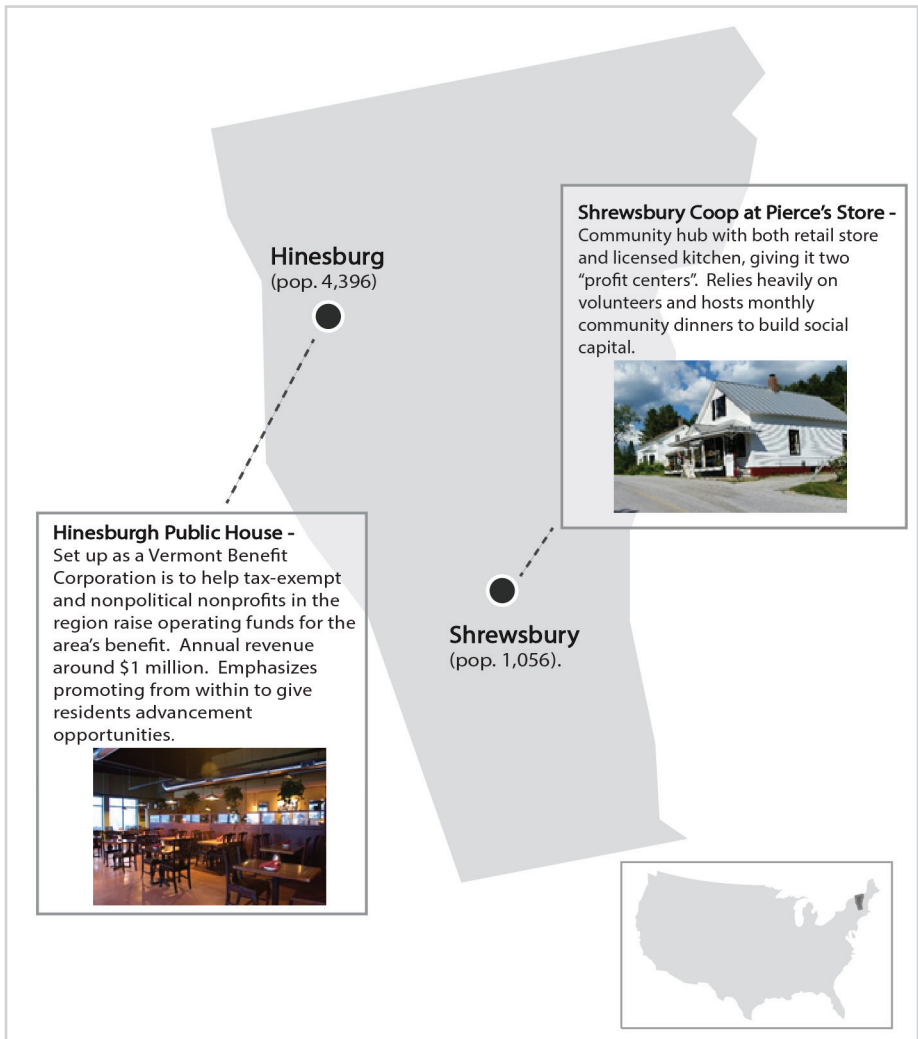 Hinesburg
(pop. 4,396)
Shrewsbury Coop at Pierce’s Store -
Community hub with both retail store
and licensed kitchen, giving it two
“profit centers”.  Relies heavily on
volunteers and hosts monthly
community dinners to build social
capital.
Hinesburgh Public House -
Set up as a Vermont Benefit
Corporation is to help tax-exempt
and nonpolitical nonprofits in the
region raise operating funds for the
area’s benefit.  Annual revenue
around $1 million.  Emphasizes
promoting from within to give
residents advancement
opportunities.
Shrewsbury
(pop. 1,056).